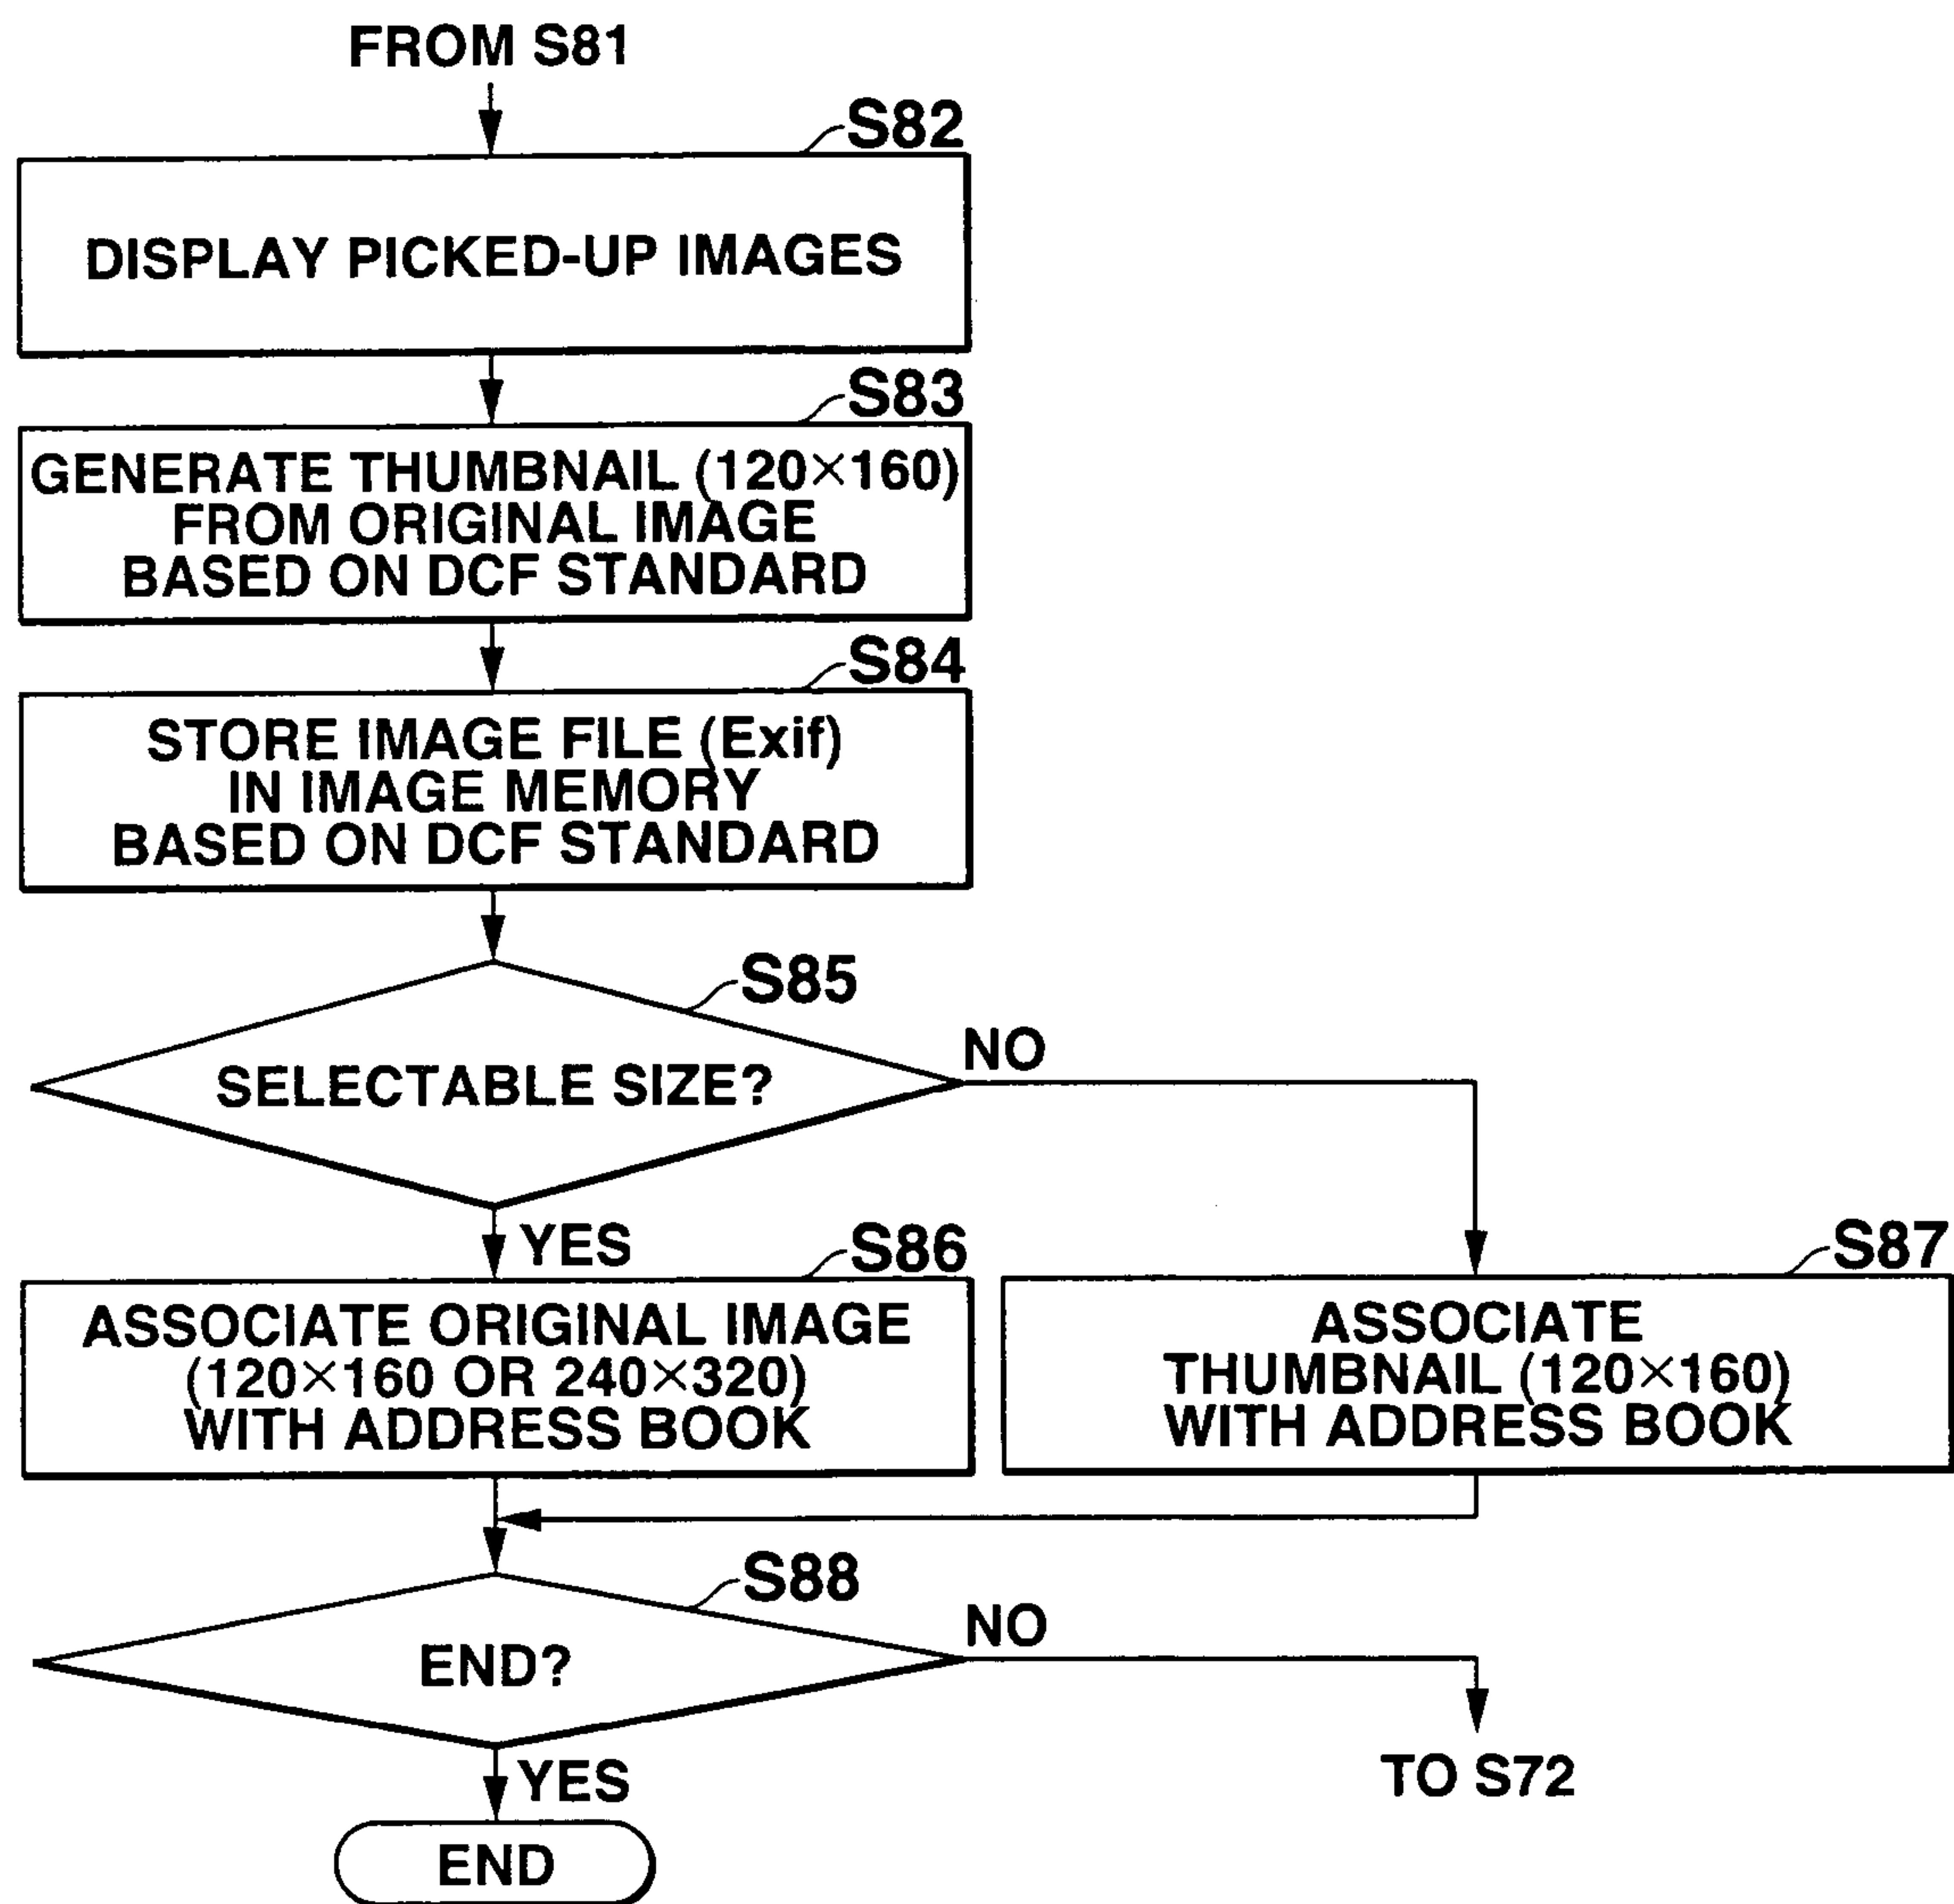 FROM S81
S82
DISPLAY PICKED-UP IMAGES
S83
GENERATE THUMBNAIL (120×160)
FROM ORIGINAL IMAGE
BASED ON DCF STANDARD
S84
STORE IMAGE FILE (Exif)
IN IMAGE MEMORY
BASED ON DCF STANDARD
S85
SELECTABLE SIZE?
NO
YES
S86
ASSOCIATE ORIGINAL IMAGE
(120×160 OR 240×320)
WITH ADDRESS BOOK
S87
ASSOCIATE
THUMBNAIL (120×160)
WITH ADDRESS BOOK
S88
END?
NO
TO S72
YES
END